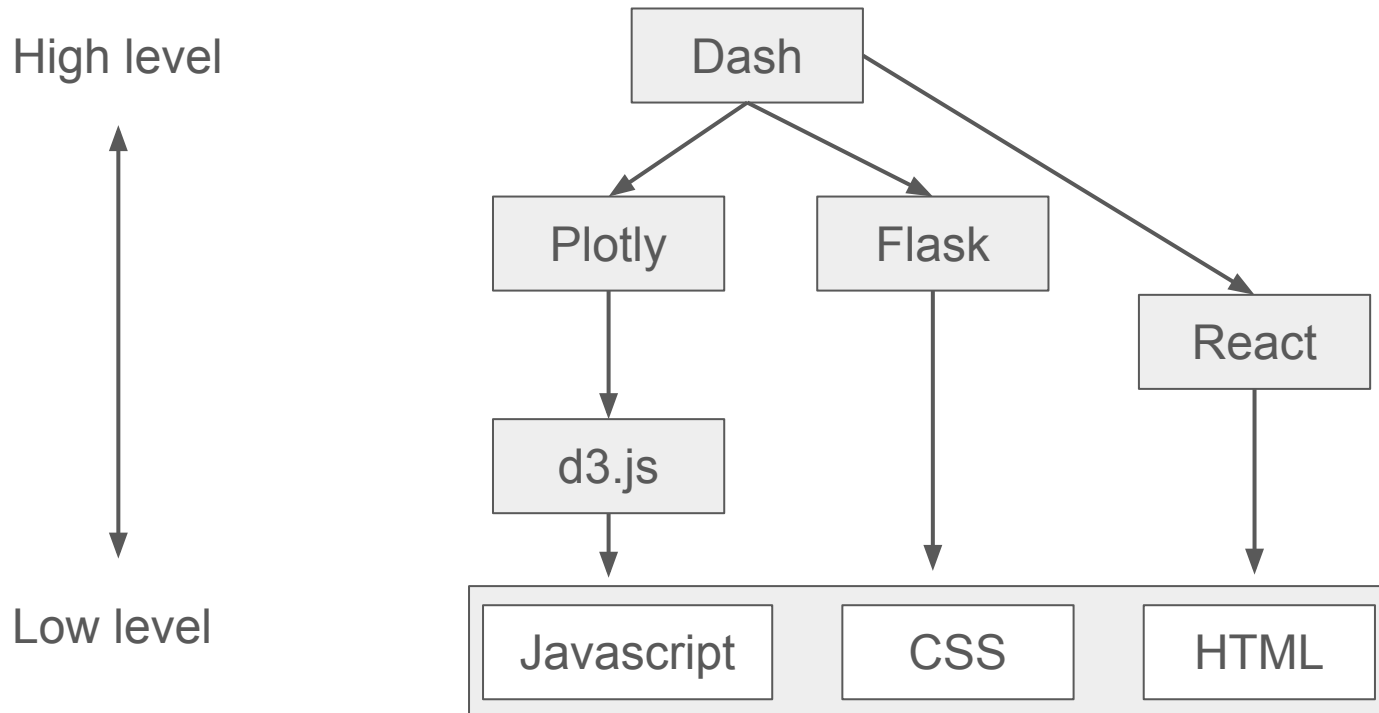 High level
Dash
Plotly
Flask
React
d3.js
Low level
Javascript
CSS
HTML